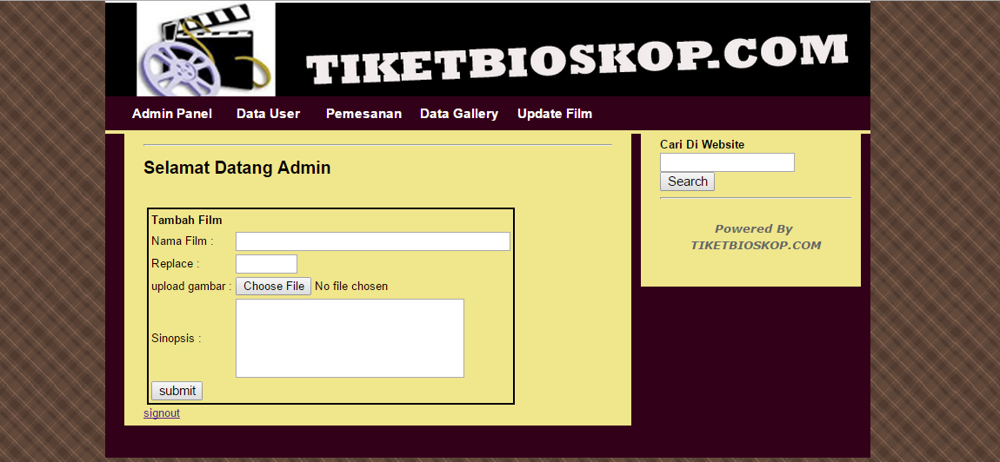 TIKETBIOSKOP.COM
Admin Panel Data User Pemesanan Data Gallery Update Film
Selamat Datang Admin
Tambah Film
Nama Film :
Replace :
upload gambar : Choose File No file chosen
Sinopsis :
submit
signout
Cari Di Website
Search
Powered By
TIKETBIOSKOP.COM